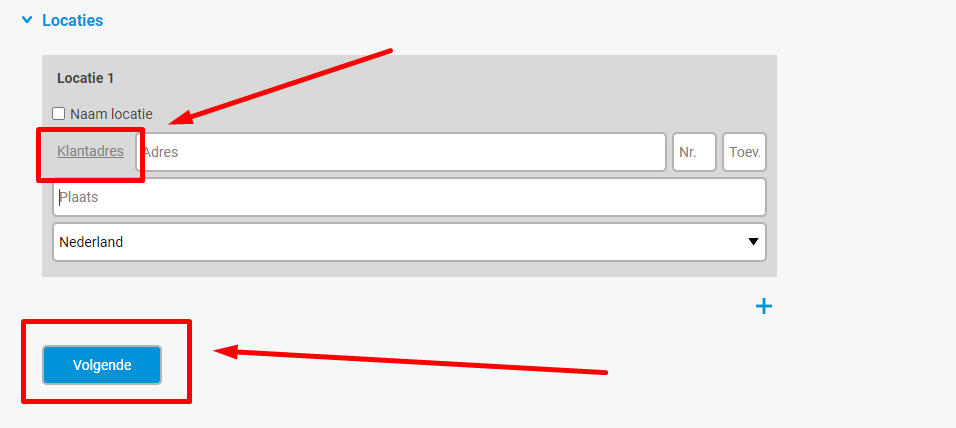 Locaties
Locatie 1
Naam locatie
Klantadres Adres Nr. Toev.
Plaats
Nederland
Volgende